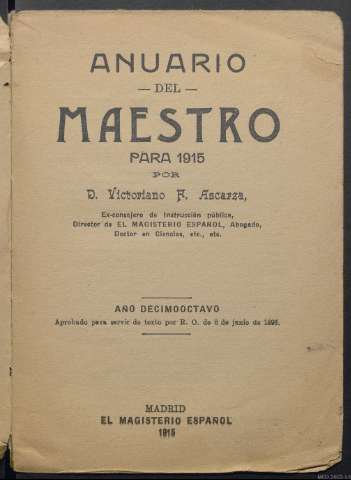 ANUARIO
— DEL —
MAESTRO
PARA 1915
POR
D. Victoriano F. Ascarza,
Ex-consejero de Instrucción pública,
Director de EL MAGISTERIO ESPAÑOL, Abogado,
Doctor en Ciencias, etc., etc.
AÑO DECIMOOCTAVO
Aprobado para servir de texto por R. O. de 8 de junio de 1898.
MADRID
EL MAGISTERIO ESPAÑOL
1915